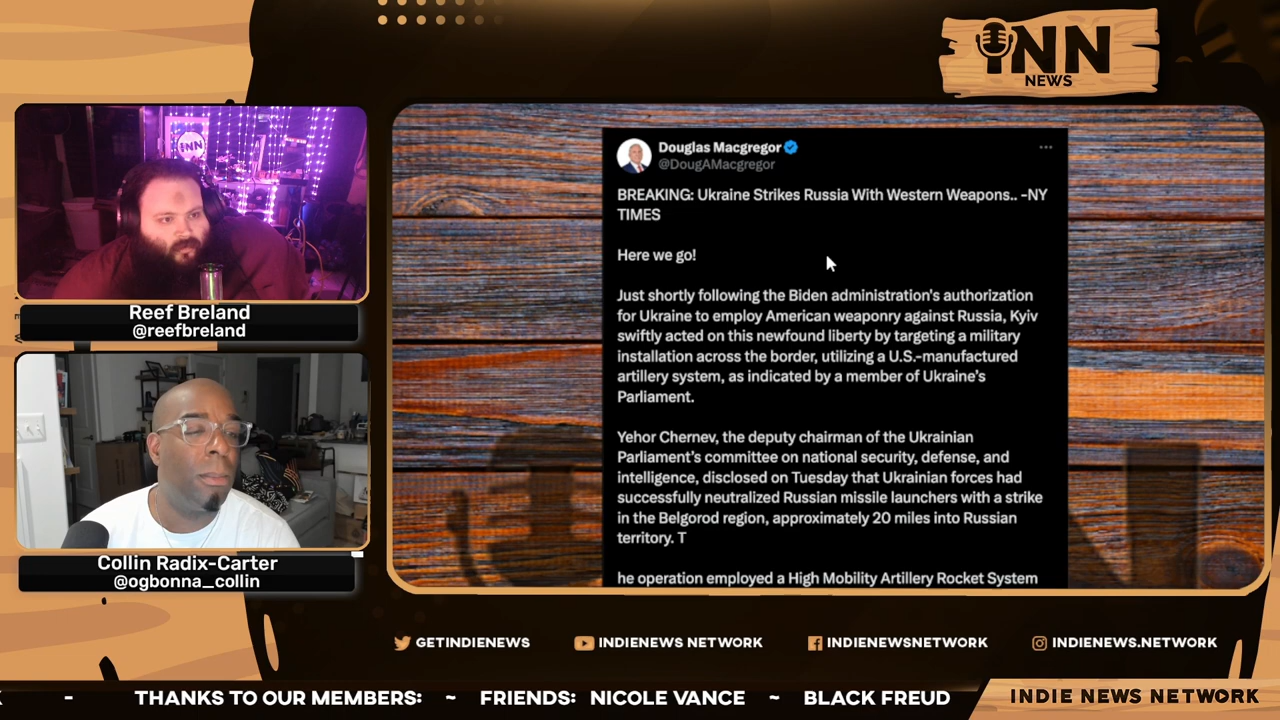 iNN
NEWS
iNN
Reef Breland
@reefbreland
Collin Radix-Carter
@ogbonna_collin
Douglas Macgregor
@DougAMacgregor
BREAKING: Ukraine Strikes Russia With Western Weapons.. -NY
TIMES
Here we go!
Just shortly following the Biden administration's authorization
for Ukraine to employ American weaponry against Russia, Kyiv
swiftly acted on this newfound liberty by targeting a military
installation across the border, utilizing a U.S.-manufactured
artillery system, as indicated by a member of Ukraine's
Parliament.
Yehor Chernev, the deputy chairman of the Ukrainian
Parliament's committee on national security, defense, and
intelligence, disclosed on Tuesday that Ukrainian forces had
successfully neutralized Russian missile launchers with a strike
in the Belgorod region, approximately 20 miles into Russian
territory. T
he operation employed a High Mobility Artillery Rocket System
GETINDIENEWS
INDIENEWS NETWORK
INDIENEWSNETWORK
INDIENEWS.NETWORK
- THANKS TO OUR MEMBERS: ~ FRIENDS: NICOLE VANCE ~ BLACK FREUD
INDIE NEWS NETWORK